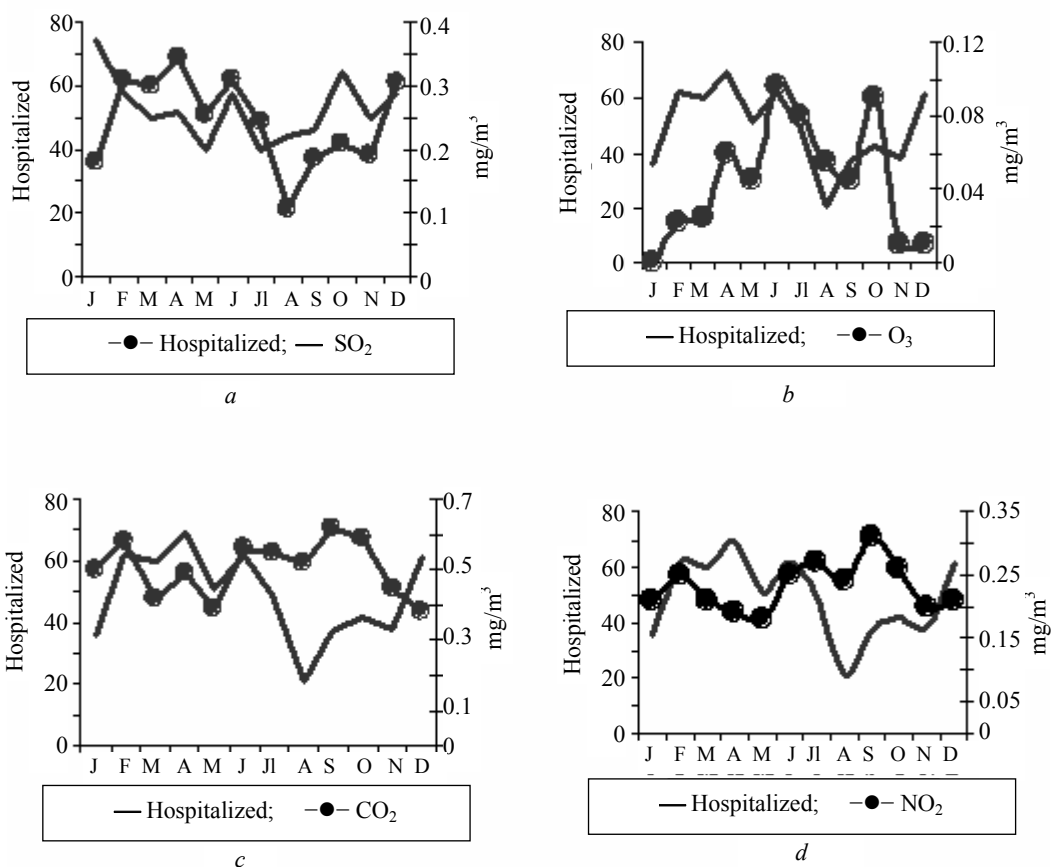 80
60
40
20
0
Hospitalized
0.4
0.3
0.2
0.1
0
mg/m³
J F M A M J Jl A S O N D
Hospitalized; SO₂
a
80
60
40
20
0
Hospitalized
0.12
0.08
0.04
0
mg/m³
J F M A M J Jl A S O N D
Hospitalized; O₃
b
80
60
40
20
0
Hospitalized
0.7
0.5
0.3
0.1
0
mg/m³
J F M A M J Jl A S O N D
Hospitalized; CO₂
c
80
60
40
20
0
Hospitalized
0.35
0.25
0.15
0.05
0
mg/m³
J F M A M J Jl A S O N D
Hospitalized; NO₂
d